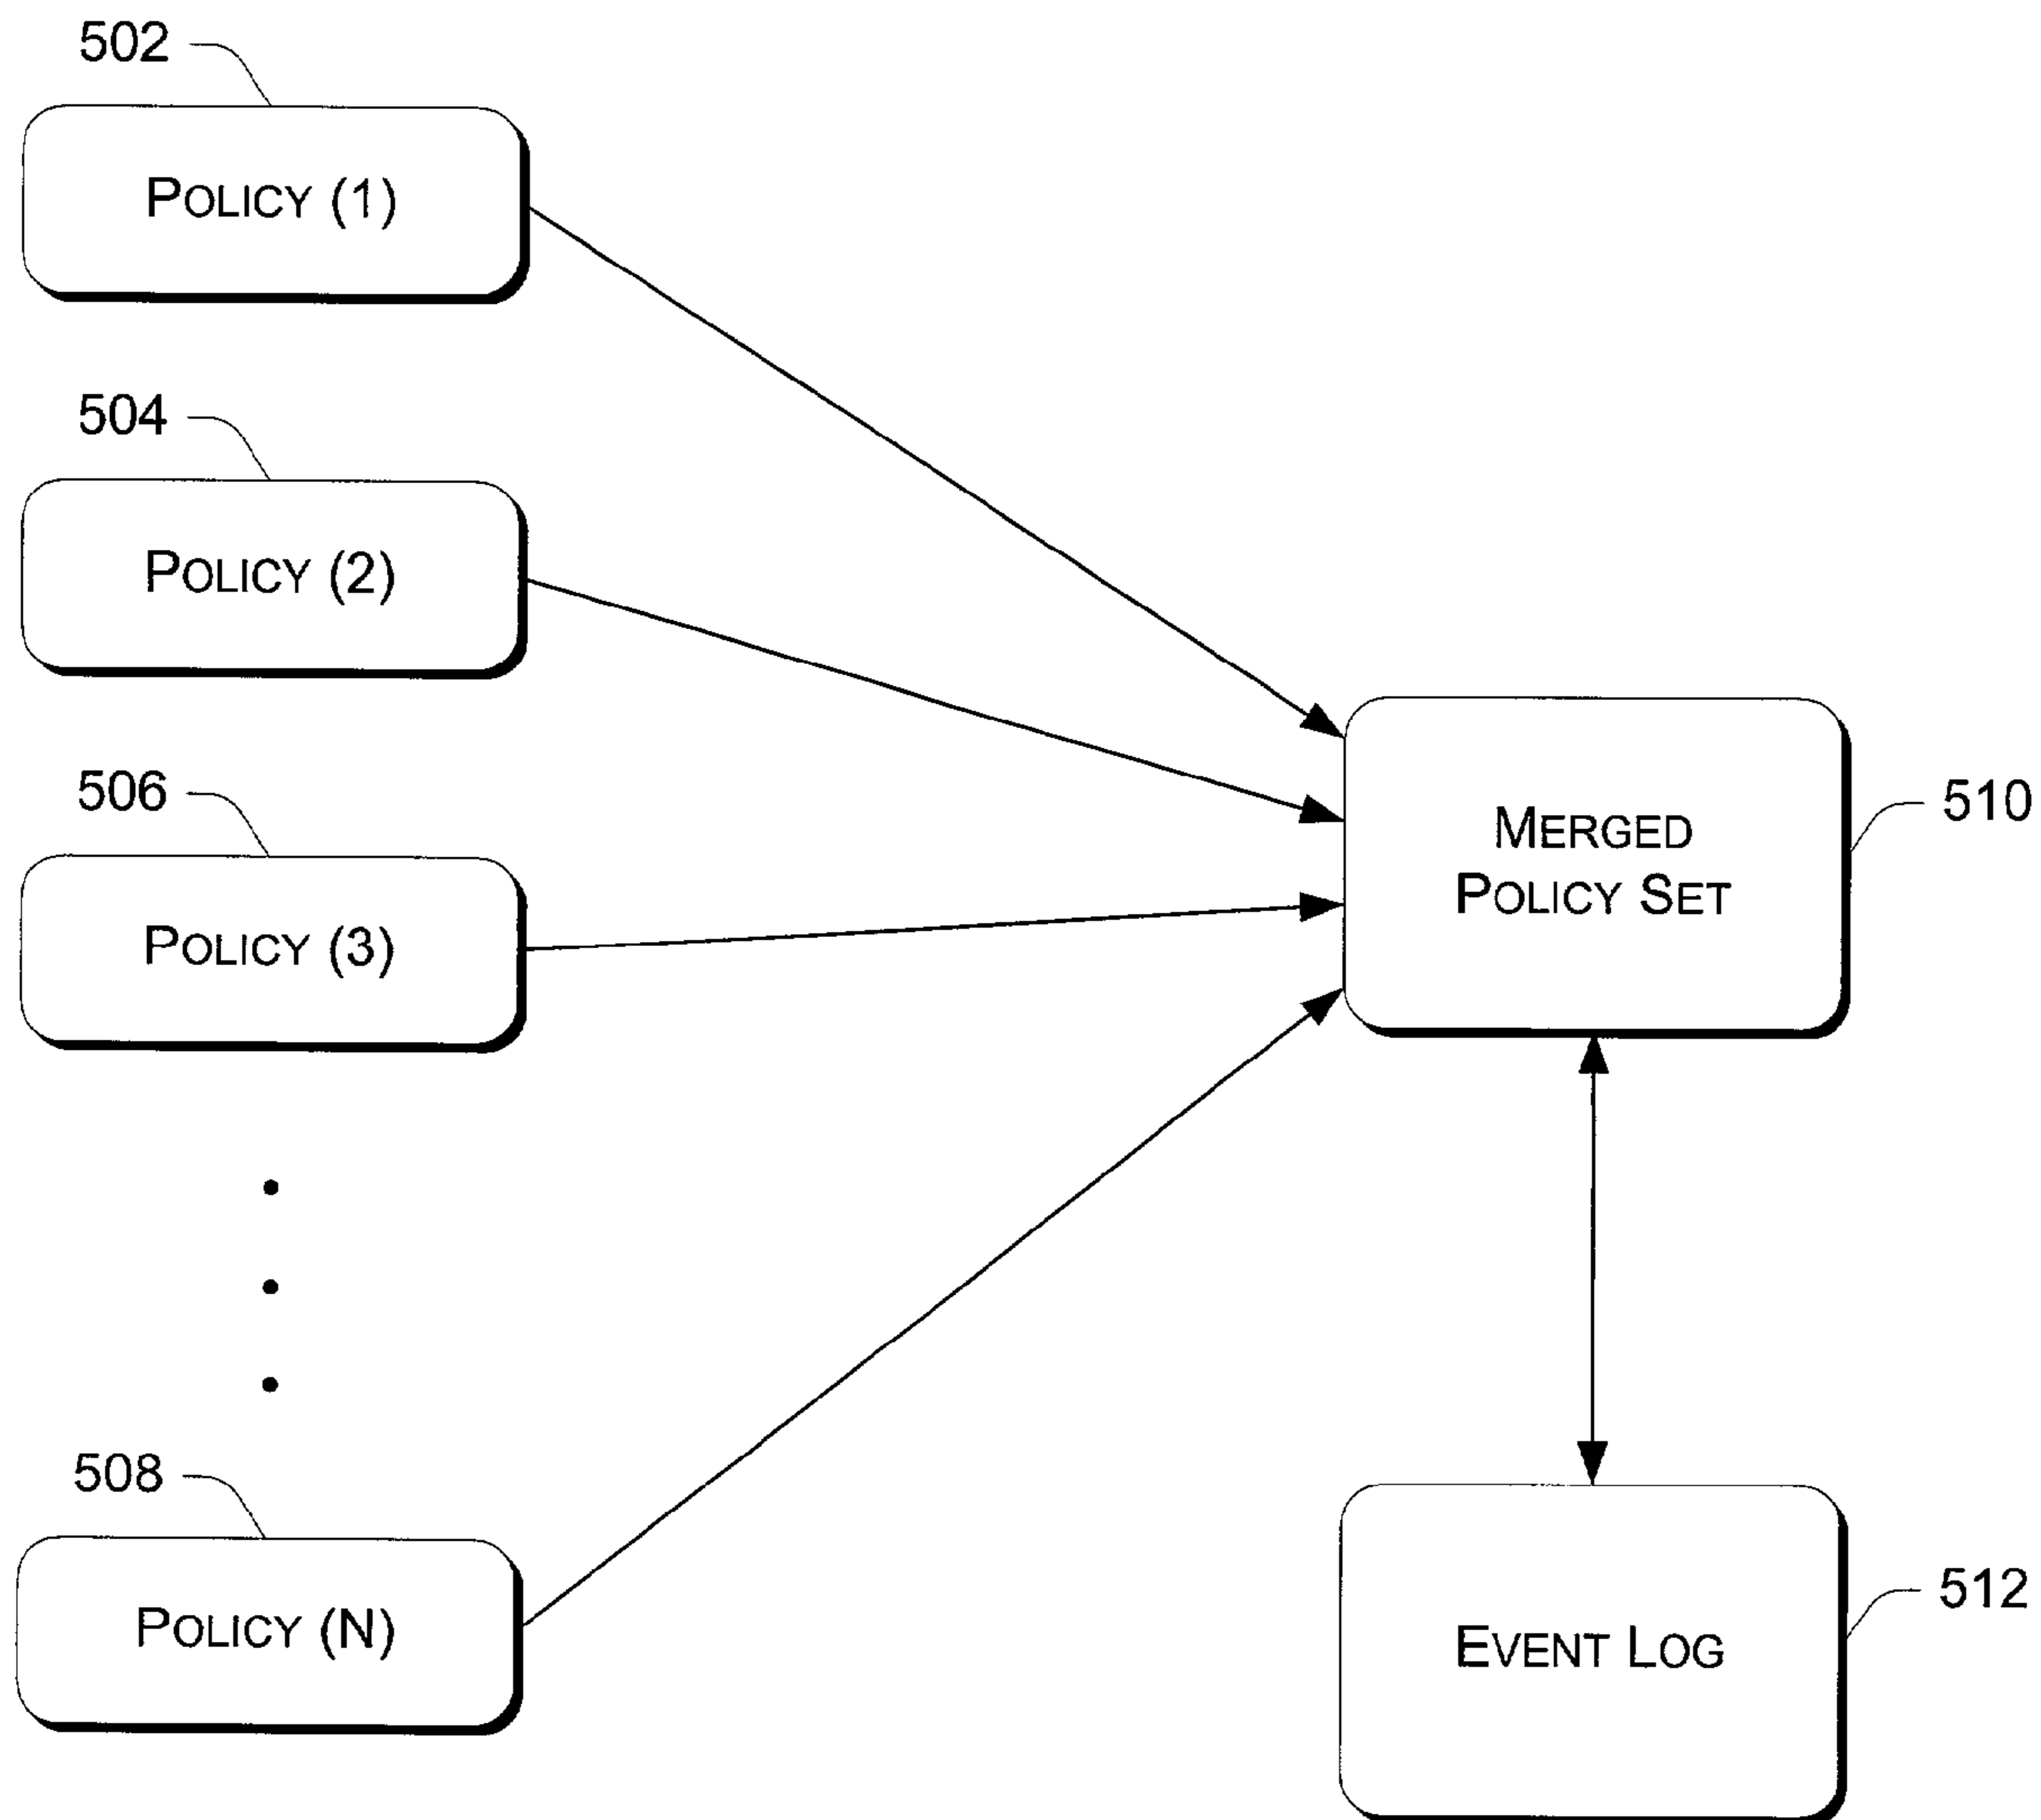 502
POLICY (1)
504
POLICY (2)
506
POLICY (3)
508
POLICY (N)
MERGED
POLICY SET
510
EVENT LOG
512